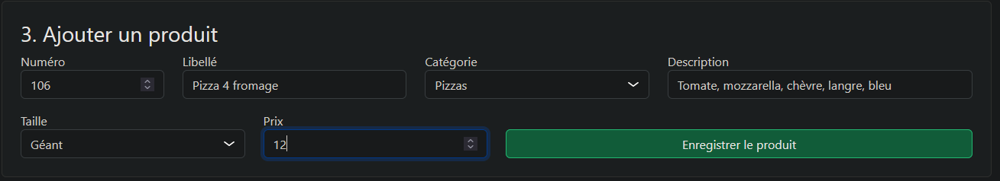 3. Ajouter un produit
Numéro Libellé Catégorie Description
106 Pizza 4 fromage Pizzas Tomate, mozzarella, chèvre, langre, bleu
Taille Prix
Géant 12 Enregistrer le produit